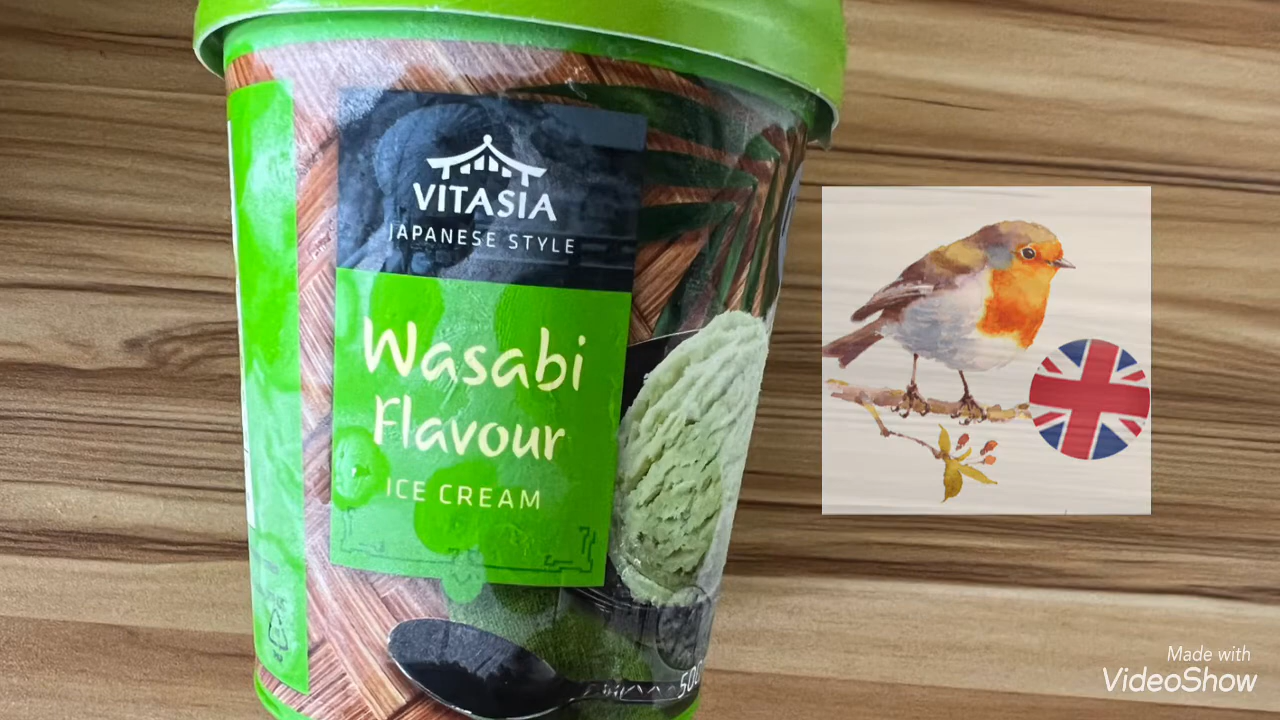 VITASIA
JAPANESE STYLE
Wasabi
Flavour
ICE CREAM
Made with
VideoShow